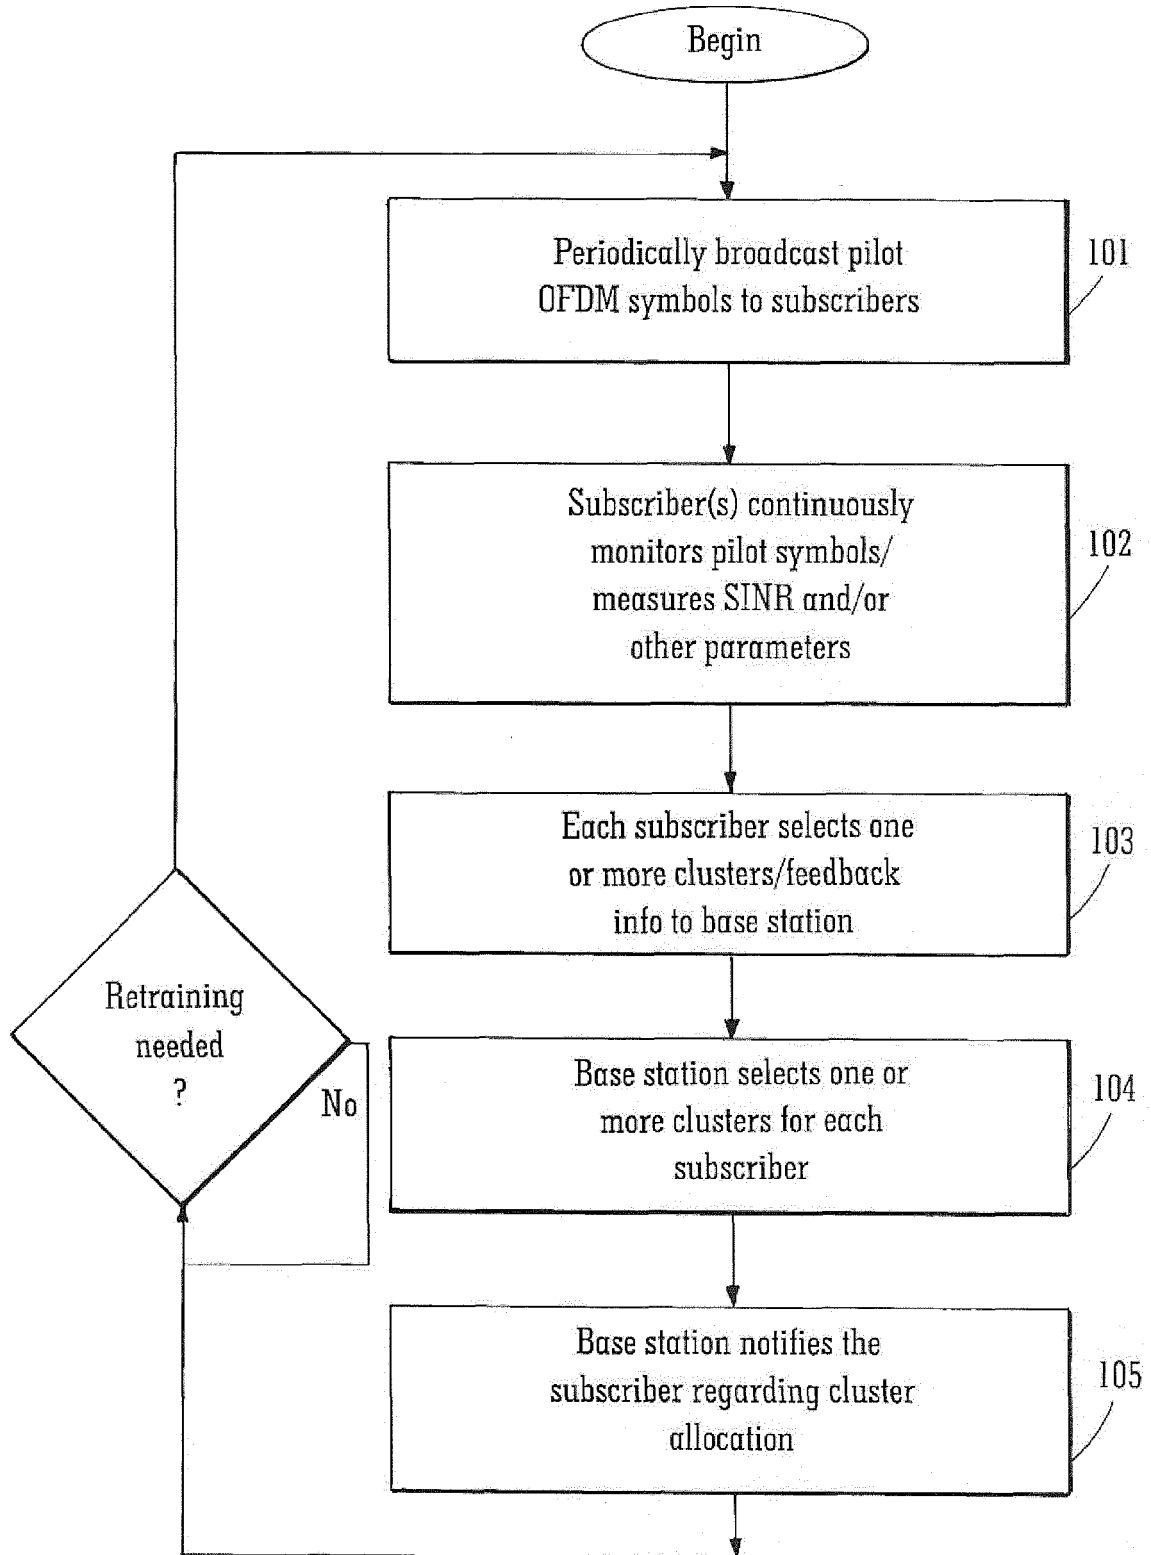 Begin
Periodically broadcast pilot
OFDM symbols to subscribers
101
Subscriber(s) continuously
monitors pilot symbols/
measures SINR and/or
other parameters
102
Each subscriber selects one
or more clusters/feedback
info to base station
103
Retraining
needed
?
No
Base station selects one or
more clusters for each
subscriber
104
Base station notifies the
subscriber regarding cluster
allocation
105